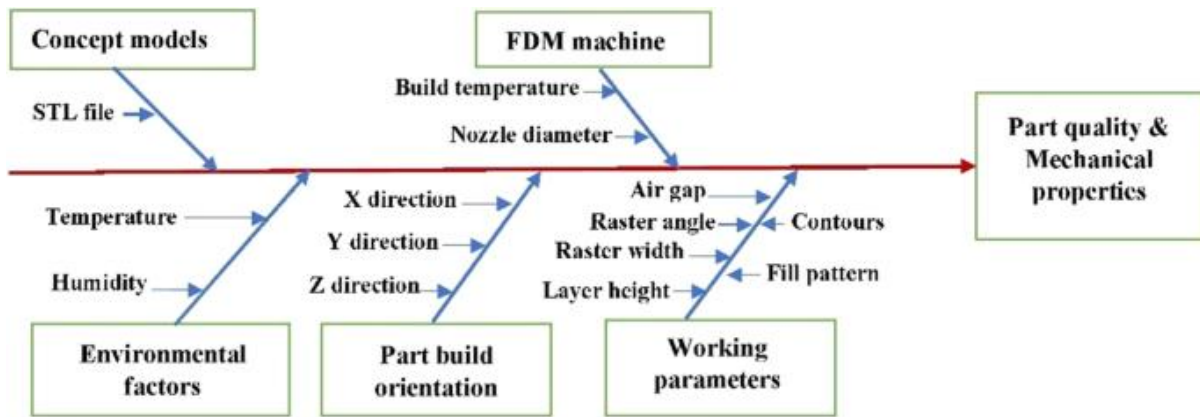 Concept models
FDM machine
STL file
Build temperature
Nozzle diameter
Part quality &
Mechanical
properties
Temperature
Humidity
X direction
Y direction
Z direction
Air gap
Raster angle
Contours
Raster width
Fill pattern
Layer height
Environmental
factors
Part build
orientation
Working
parameters